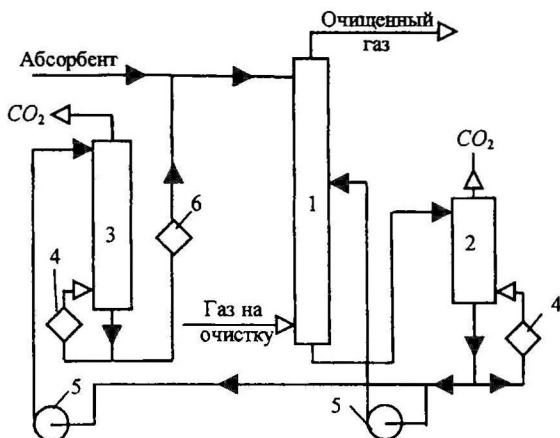 Очищенный
газ
Абсорбент
CO₂
CO₂
6
1
3
2
4
4
Газ на
очистку
5
5